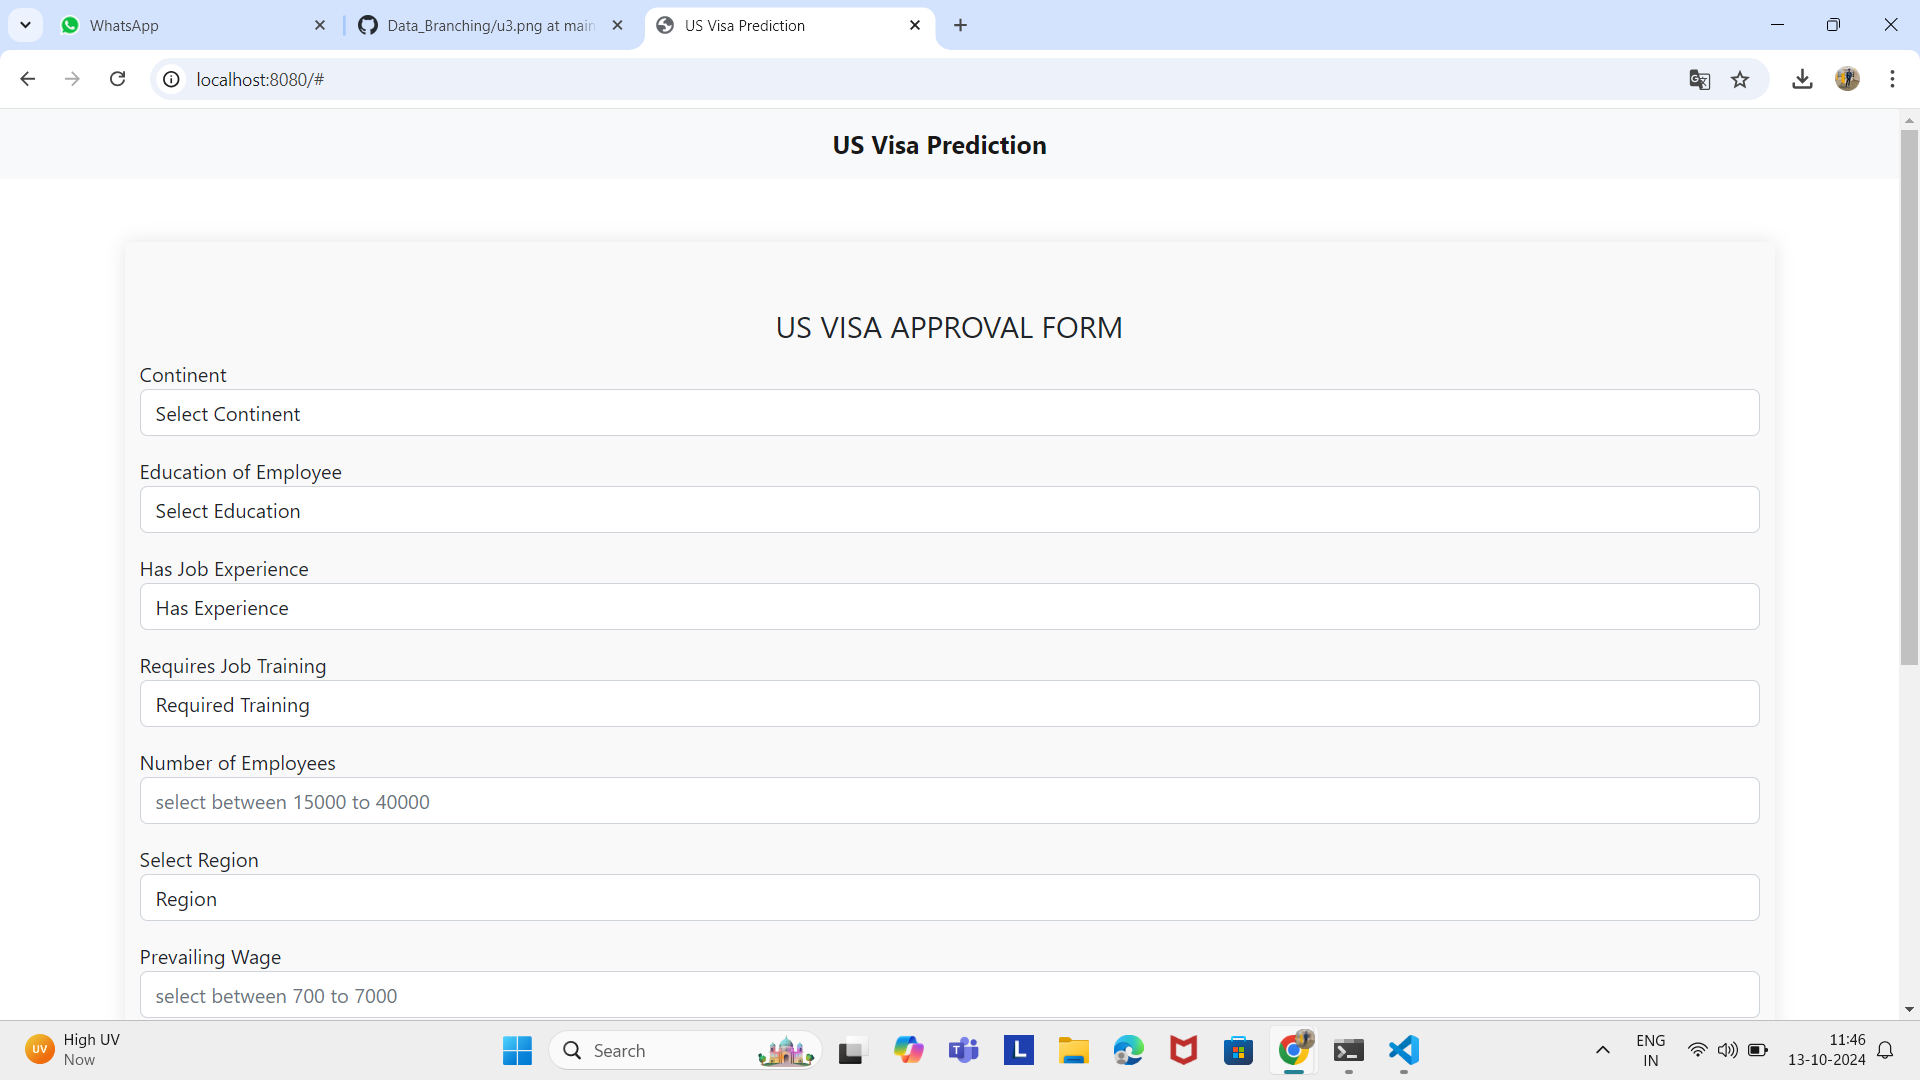 WhatsApp
Data_Branching/u3.png at main
US Visa Prediction
localhost:8080/#
US Visa Prediction
US VISA APPROVAL FORM
Continent
Select Continent
Education of Employee
Select Education
Has Job Experience
Has Experience
Requires Job Training
Required Training
Number of Employees
select between 15000 to 40000
Select Region
Region
Prevailing Wage
select between 700 to 7000
UV
High UV
Now
Search
T
L
ENG
IN
11:46
13-10-2024